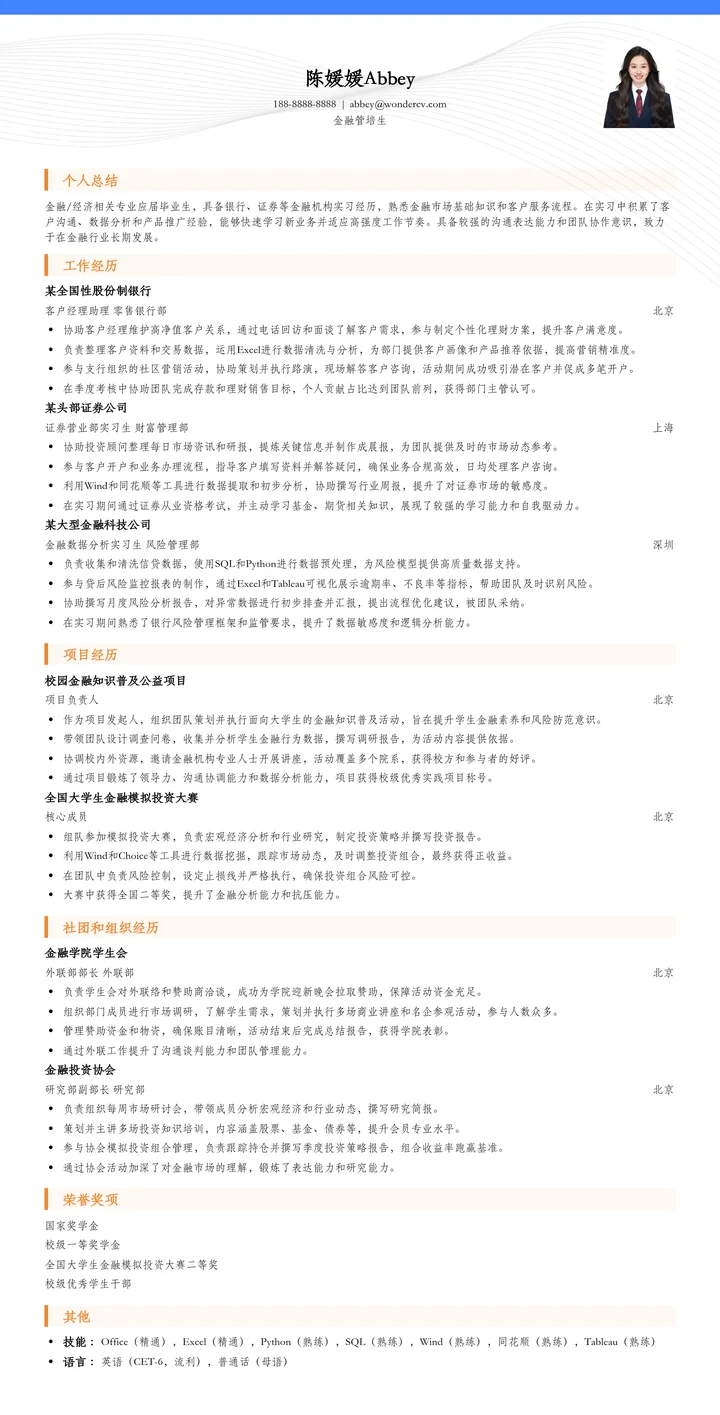 陈媛媛Abbey
188-8888-8888 | abbey@wondercv.com
金融管培生
个人总结
金融/经济相关专业应届毕业生，具备银行、证券等金融机构实习经历，熟悉金融市场基础知识和客户服务流程。在实习中积累了客
户沟通、数据分析和产品推广经验，能够快速学习新业务并适应高强度工作节奏。具备较强的沟通表达能力和团队协作意识，致力
于在金融行业长期发展。
工作经历
某全国性股份制银行
客户经理助理 零售银行部 北京
• 协助客户经理维护高净值客户关系，通过电话回访和面谈了解客户需求，参与制定个性化理财方案，提升客户满意度。
• 负责整理客户资料和交易数据，运用Excel进行数据清洗与分析，为部门提供客户画像和产品推荐依据，提高营销精准度。
• 参与支行组织的社区营销活动，协助策划并执行路演，现场解答客户咨询，活动期间成功吸引潜在客户并促成多笔开户。
• 在季度考核中协助团队完成存款和理财销售目标，个人贡献占比达到团队前列，获得部门主管认可。
某头部证券公司
证券营业部实习生 财富管理部 上海
• 协助投资顾问整理每日市场资讯和研报，提炼关键信息并制作成晨报，为团队提供及时的市场动态参考。
• 参与客户开户和业务办理流程，指导客户填写资料并解答疑问，确保业务合规高效，日均处理客户咨询。
• 利用Wind和同花顺等工具进行数据提取和初步分析，协助撰写行业周报，提升了对证券市场的敏感度。
• 在实习期间通过证券从业资格考试，并主动学习基金、期货相关知识，展现了较强的学习能力和自我驱动力。
某大型金融科技公司
金融数据分析实习生 风险管理部 深圳
• 负责收集和清洗信贷数据，使用SQL和Python进行数据预处理，为风险模型提供高质量数据支持。
• 参与贷后风险监控报表的制作，通过Excel和Tableau可视化展示逾期率、不良率等指标，帮助团队及时识别风险。
• 协助撰写月度风险分析报告，对异常数据进行初步排查并汇报，提出流程优化建议，被团队采纳。
• 在实习期间熟悉了银行风险管理框架和监管要求，提升了数据敏感度和逻辑分析能力。
项目经历
校园金融知识普及公益项目
项目负责人 北京
• 作为项目发起人，组织团队策划并执行面向大学生的金融知识普及活动，旨在提升学生金融素养和风险防范意识。
• 带领团队设计调查问卷，收集并分析学生金融行为数据，撰写调研报告，为活动内容提供依据。
• 协调校内外资源，邀请金融机构专业人士开展讲座，活动覆盖多个院系，获得校方和参与者的好评。
• 通过项目锻炼了领导力、沟通协调能力和数据分析能力，项目获得校级优秀实践项目称号。
全国大学生金融模拟投资大赛
核心成员 北京
• 组队参加模拟投资大赛，负责宏观经济分析和行业研究，制定投资策略并撰写投资报告。
• 利用Wind和Choice等工具进行数据挖掘，跟踪市场动态，及时调整投资组合，最终获得正收益。
• 在团队中负责风险控制，设定止损线并严格执行，确保投资组合风险可控。
• 大赛中获得全国二等奖，提升了金融分析能力和抗压能力。
社团和组织经历
金融学院学生会
外联部部长 外联部 北京
• 负责学生会对外联络和赞助商洽谈，成功为学院迎新晚会拉取赞助，保障活动资金充足。
• 组织部门成员进行市场调研，了解学生需求，策划并执行多场商业讲座和名企参观活动，参与人数众多。
• 管理赞助资金和物资，确保账目清晰，活动结束后完成总结报告，获得学院表彰。
• 通过外联工作提升了沟通谈判能力和团队管理能力。
金融投资协会
研究部副部长 研究部 北京
• 负责组织每周市场研讨会，带领成员分析宏观经济和行业动态，撰写研究简报。
• 策划并主讲多场投资知识培训，内容涵盖股票、基金、债券等，提升会员专业水平。
• 参与协会模拟投资组合管理，负责跟踪持仓并撰写季度投资策略报告，组合收益率跑赢基准。
• 通过协会活动加深了对金融市场的理解，锻炼了表达能力和研究能力。
荣誉奖项
国家奖学金
校级一等奖学金
全国大学生金融模拟投资大赛二等奖
校级优秀学生干部
其他
• 技能： Office（精通）, Excel（精通）, Python（熟练）, SQL（熟练）, Wind（熟练）, 同花顺（熟练）, Tableau（熟练）
• 语言： 英语（CET-6，流利）, 普通话（母语）